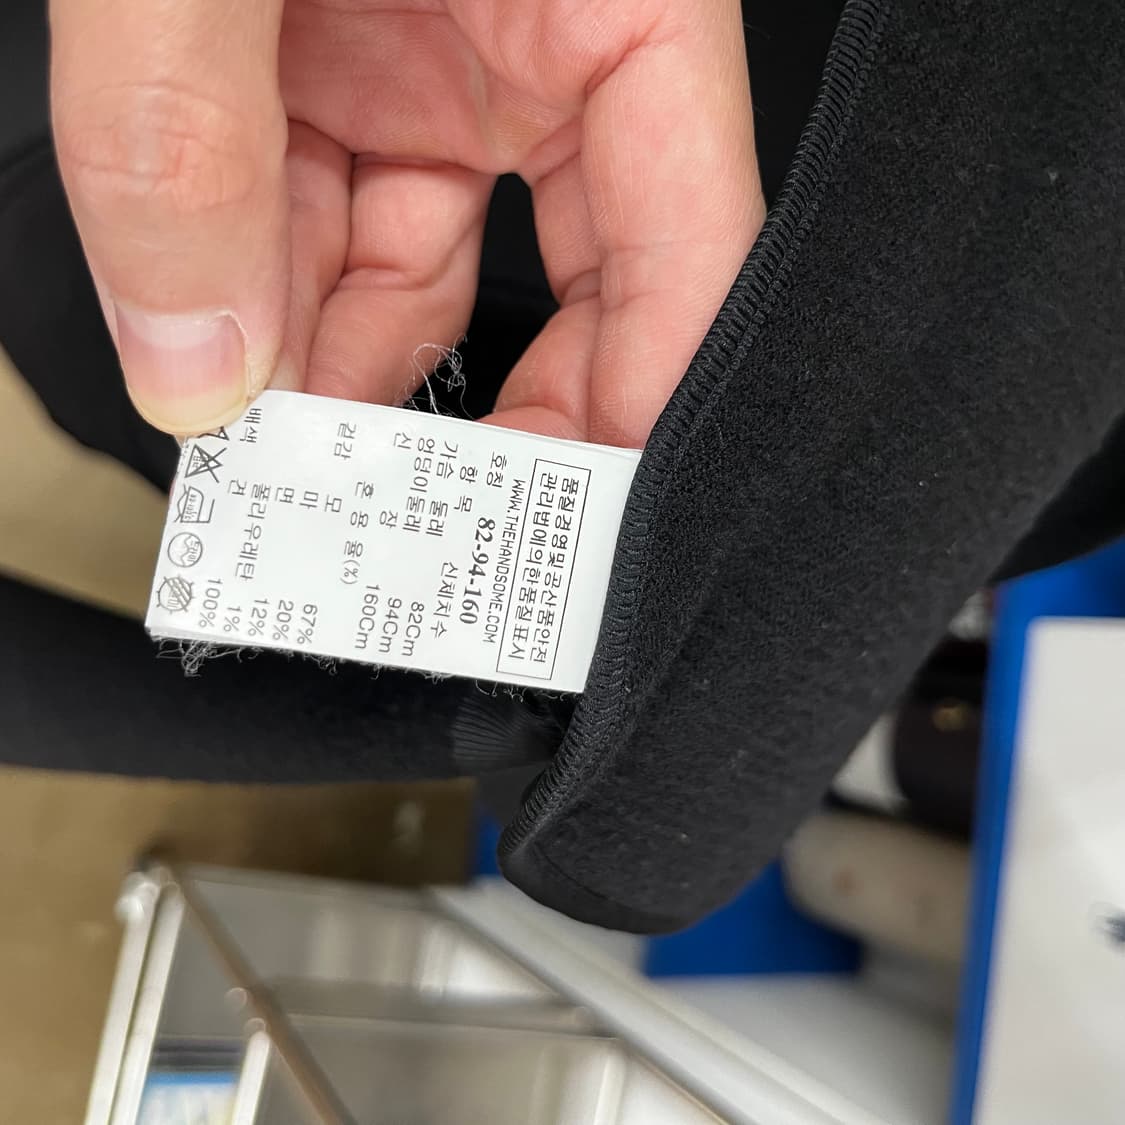 품질경영및공산품안전
관리법에의한품질표시
WWW.THEHANDSOME.COM
호칭 82-94-160
항 목 신체치수
가슴 둘레 82Cm
엉덩이둘레 94Cm
신 장 160Cm
혼 용 율(%)
겉감 모 67%
마 20%
면 12%
폴리우레탄 1%
배색 견 100%